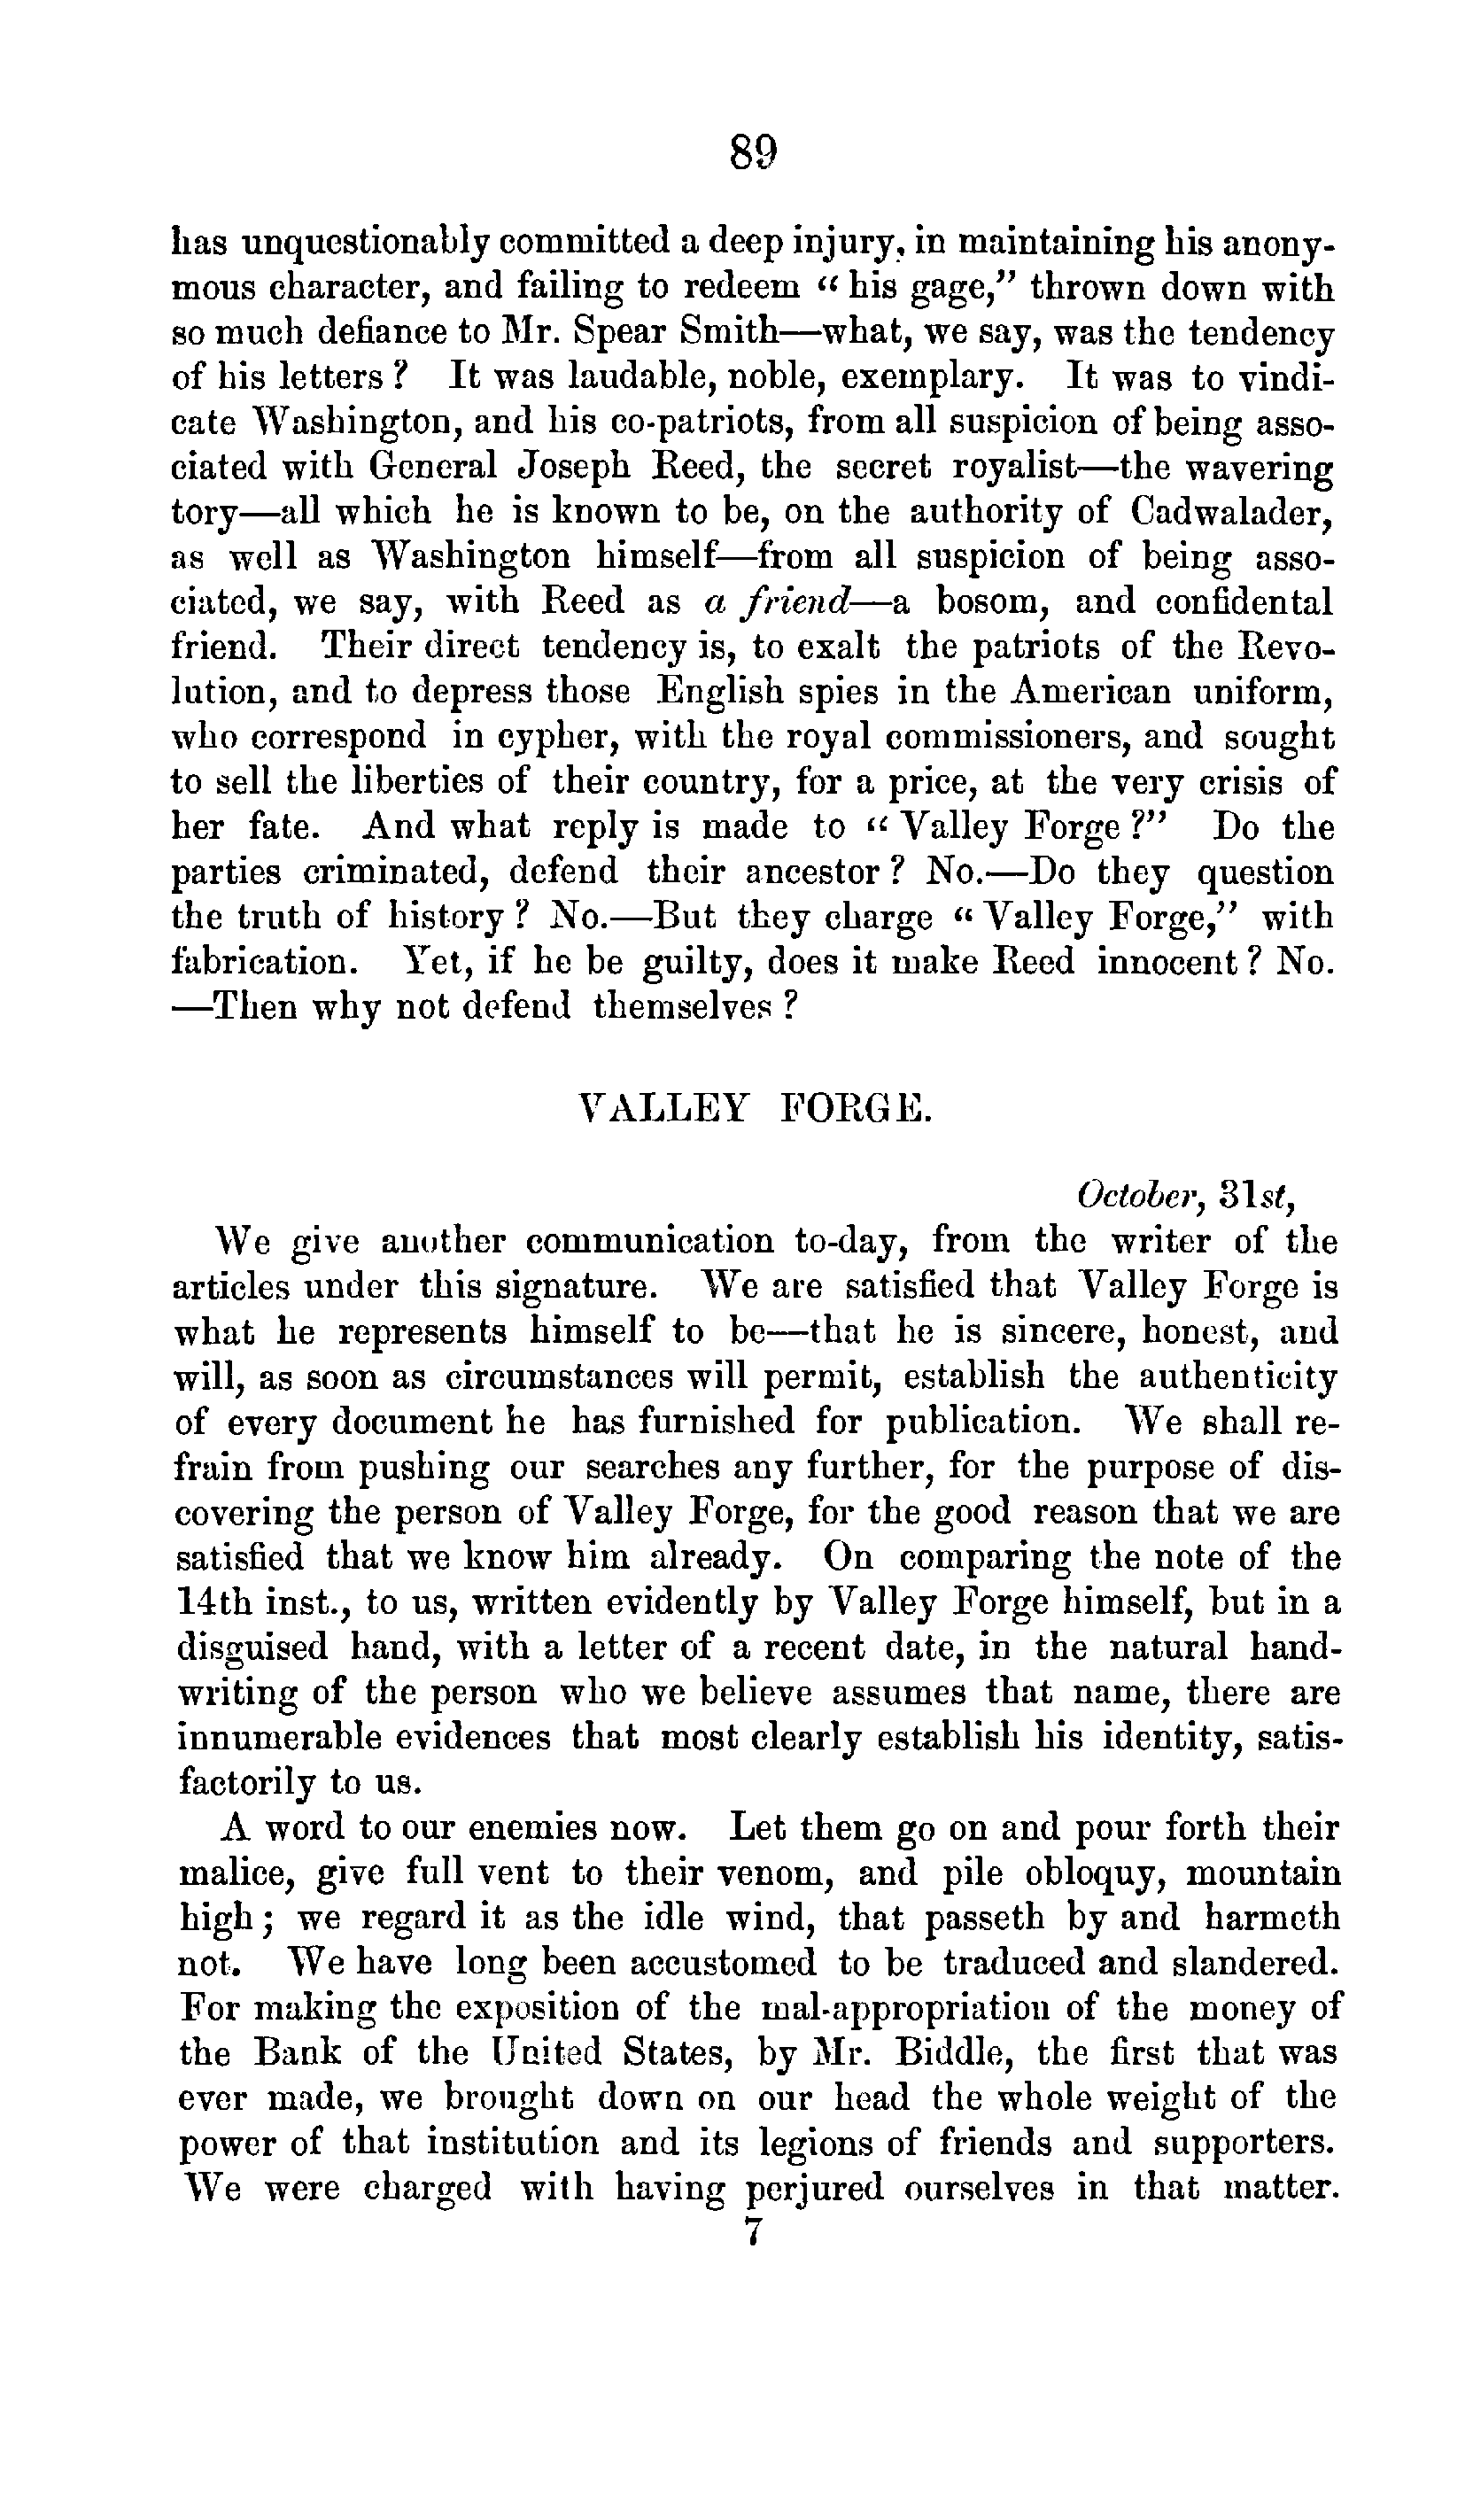 89
has unquestionably committed a deep injury, in maintaining his anony-
mous character, and failing to redeem “ his gage,” thrown down with
so much defiance to Mr. Spear Smith—what, we say, was the tendency
of his letters ? It was laudable, noble, exemplary. It was to vindi-
cate Washington, and his co-patriots, from all suspicion of being asso-
ciated with General Joseph Reed, the secret royalist—the wavering
tory—all which he is known to be, on the authority of Cadwalader,
as well as Washington himself—from all suspicion of being asso-
ciated, we say, with Reed as a friend—a bosom, and confidental
friend. Their direct tendency is, to exalt the patriots of the Revo-
lution, and to depress those English spies in the American uniform,
who correspond in cypher, with the royal commissioners, and sought
to sell the liberties of their country, for a price, at the very crisis of
her fate. And what reply is made to “ Valley Forge ?” Do the
parties criminated, defend their ancestor ? No.—Do they question
the truth of history ? No.—But they charge “ Valley Forge,” with
fabrication. Yet, if he be guilty, does it make Reed innocent ? No.
—Then why not defend themselves ?
VALLEY FORGE.
October, 31st,
We give another communication to-day, from the writer of the
articles under this signature. We are satisfied that Valley Forge is
what he represents himself to be—that he is sincere, honest, and
will, as soon as circumstances will permit, establish the authenticity
of every document he has furnished for publication. We shall re-
frain from pushing our searches any further, for the purpose of dis-
covering the person of Valley Forge, for the good reason that we are
satisfied that we know him already. On comparing the note of the
14th inst., to us, written evidently by Valley Forge himself, but in a
disguised hand, with a letter of a recent date, in the natural hand-
writing of the person who we believe assumes that name, there are
innumerable evidences that most clearly establish his identity, satis-
factorily to us.
A word to our enemies now. Let them go on and pour forth their
malice, give full vent to their venom, and pile obloquy, mountain
high ; we regard it as the idle wind, that passeth by and harmeth
not. We have long been accustomed to be traduced and slandered.
For making the exposition of the mal-appropriation of the money of
the Bank of the United States, by Mr. Biddle, the first that was
ever made, we brought down on our head the whole weight of the
power of that institution and its legions of friends and supporters.
We were charged with having perjured ourselves in that matter.
7